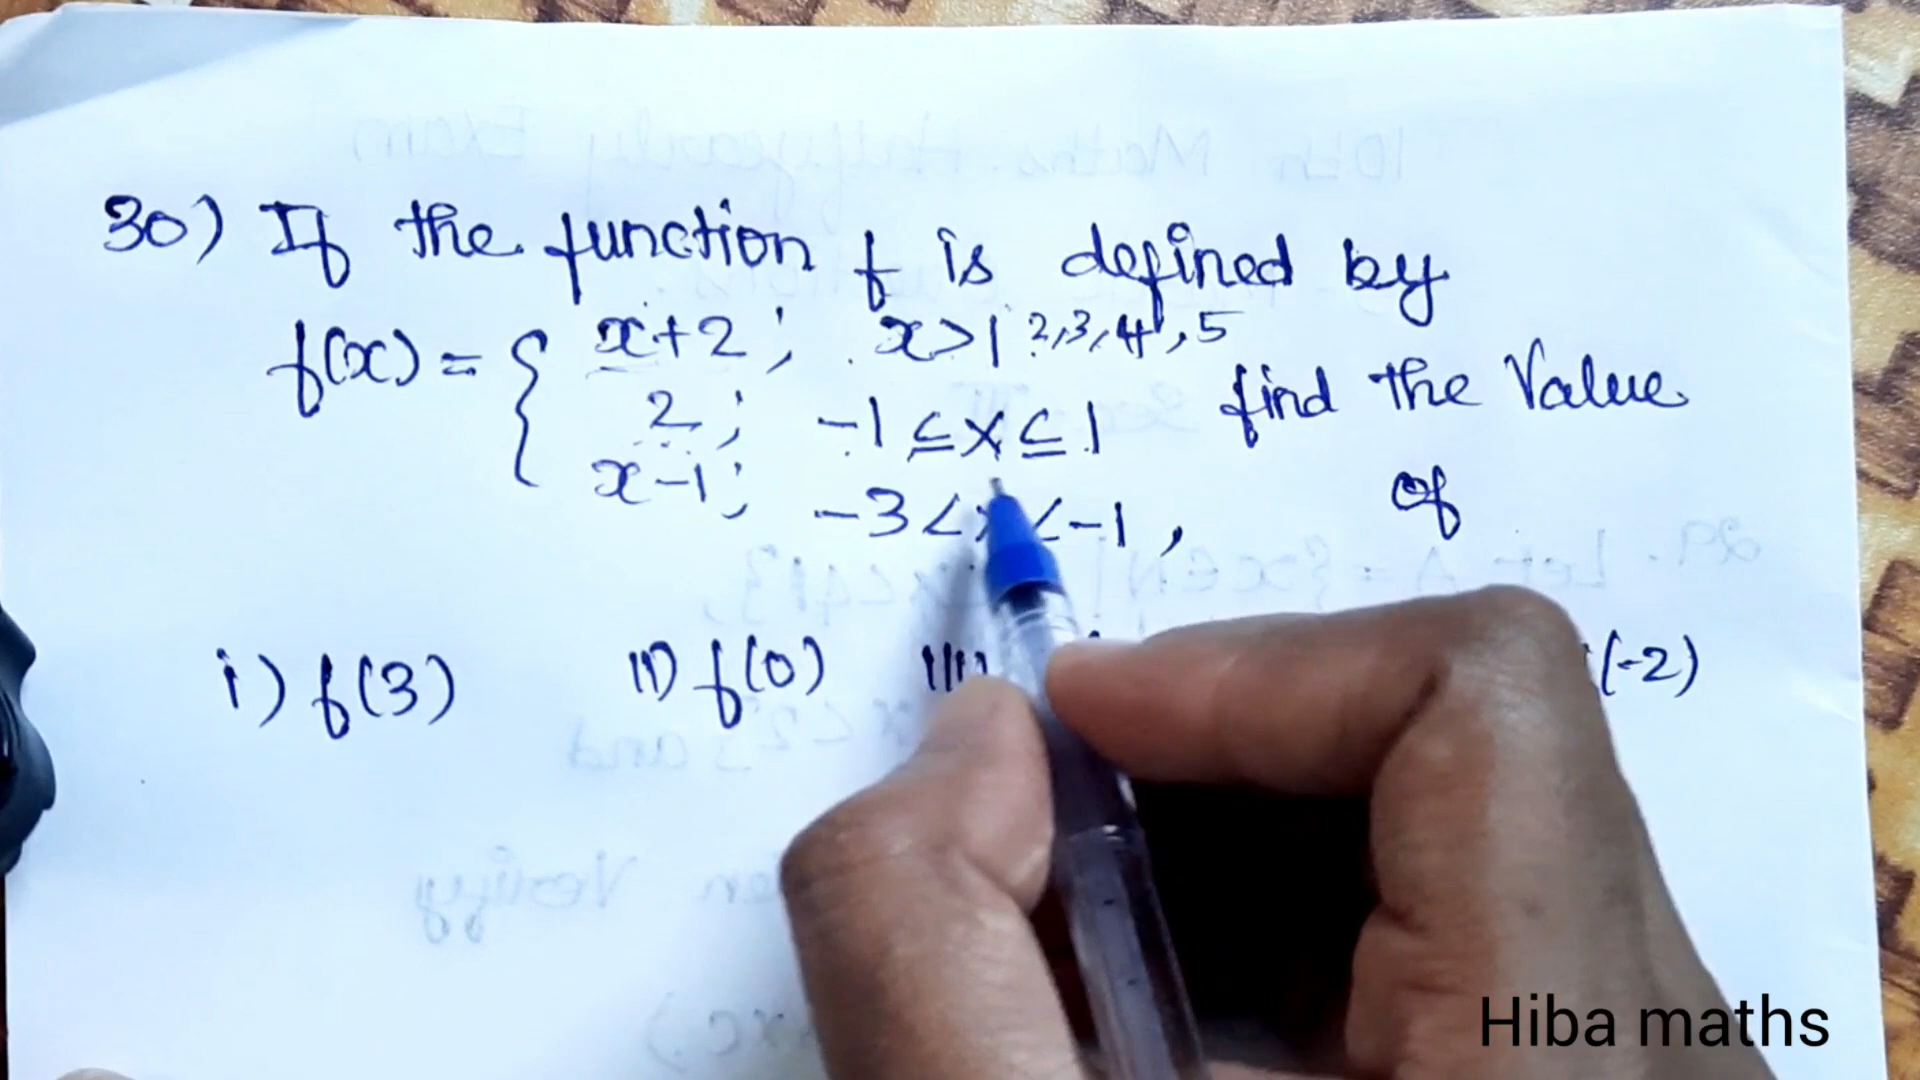 30) If the function f is defined by
f(x) = { x+2 ; x>1 2,3,4,5
2 ; -1 ≤ x ≤ 1 find the Value
x-1 ; -3 < x < -1 , of
i) f(3) ii) f(0) iii) (-2)
Hiba maths